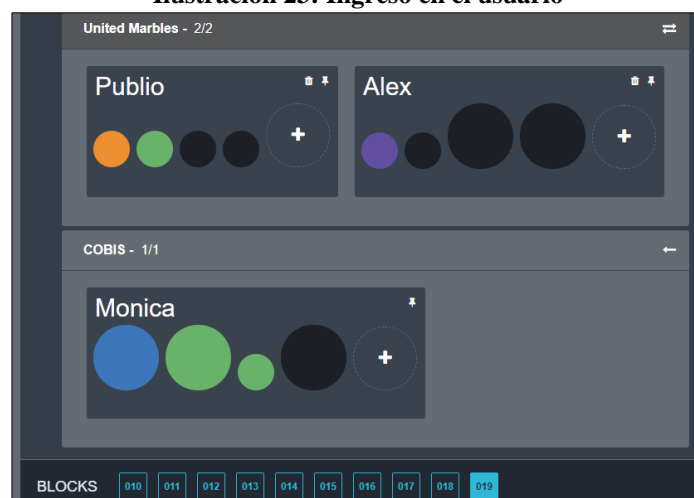 Ilustración 25: Ingreso en el usuario
United Marbles - 2/2
Publio
Alex
COBIS - 1/1
Monica
BLOCKS 010 011 012 013 014 015 016 017 018 019